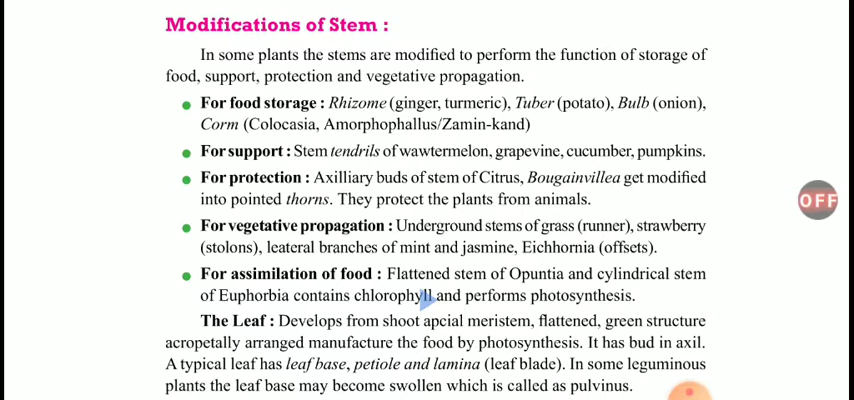 Modifications of Stem :
In some plants the stems are modified to perform the function of storage of
food, support, protection and vegetative propagation.
For food storage : Rhizome (ginger, turmeric), Tuber (potato), Bulb (onion),
Corm (Colocasia, Amorphophallus/Zamin-kand)
For support : Stem tendrils of wawtermelon, grapevine, cucumber, pumpkins.
For protection : Axilliary buds of stem of Citrus, Bougainvillea get modified
into pointed thorns. They protect the plants from animals.
For vegetative propagation : Underground stems of grass (runner), strawberry
(stolons), leateral branches of mint and jasmine, Eichhornia (offsets).
For assimilation of food : Flattened stem of Opuntia and cylindrical stem
of Euphorbia contains chlorophyll and performs photosynthesis.
The Leaf : Develops from shoot apcial meristem, flattened, green structure
acropetally arranged manufacture the food by photosynthesis. It has bud in axil.
A typical leaf has leaf base, petiole and lamina (leaf blade). In some leguminous
plants the leaf base may become swollen which is called as pulvinus.
OFF